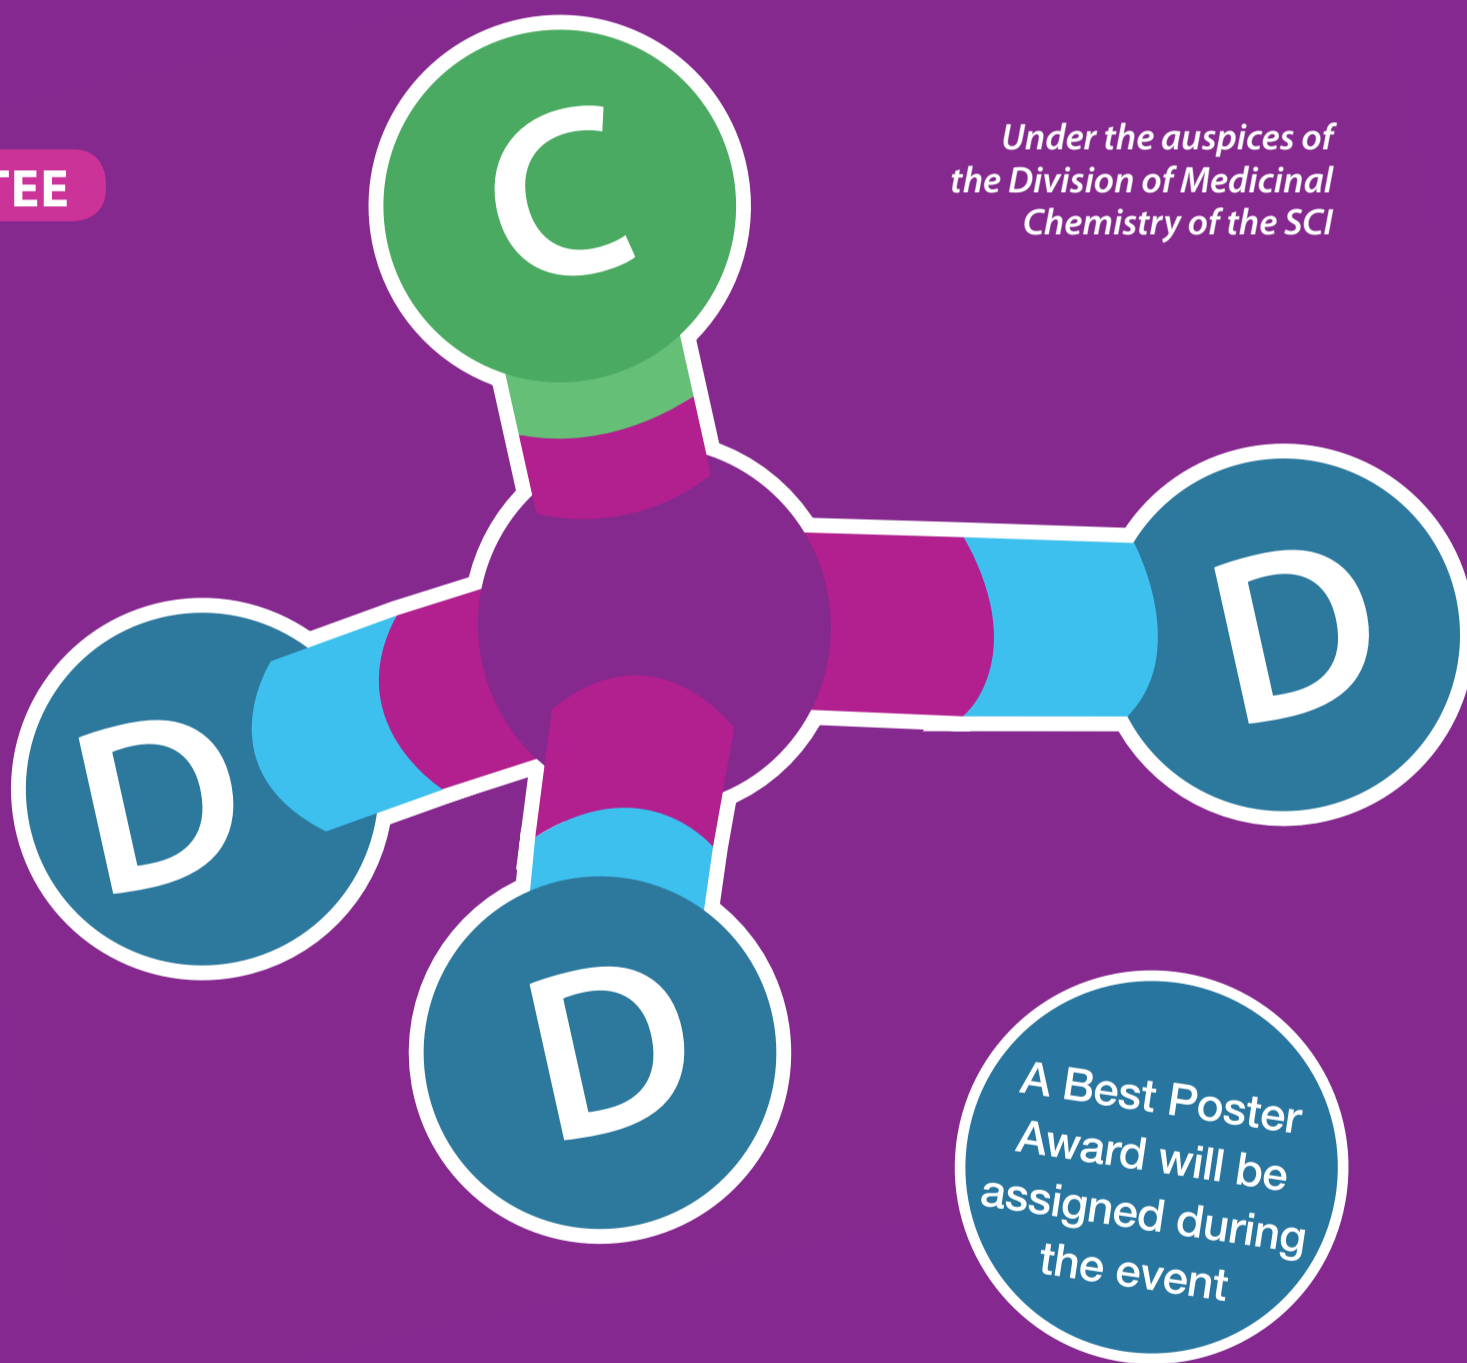 C
Under the auspices of
the Division of Medicinal
Chemistry of the SCI
D
D
D
A Best Poster
Award will be
assigned during
the event